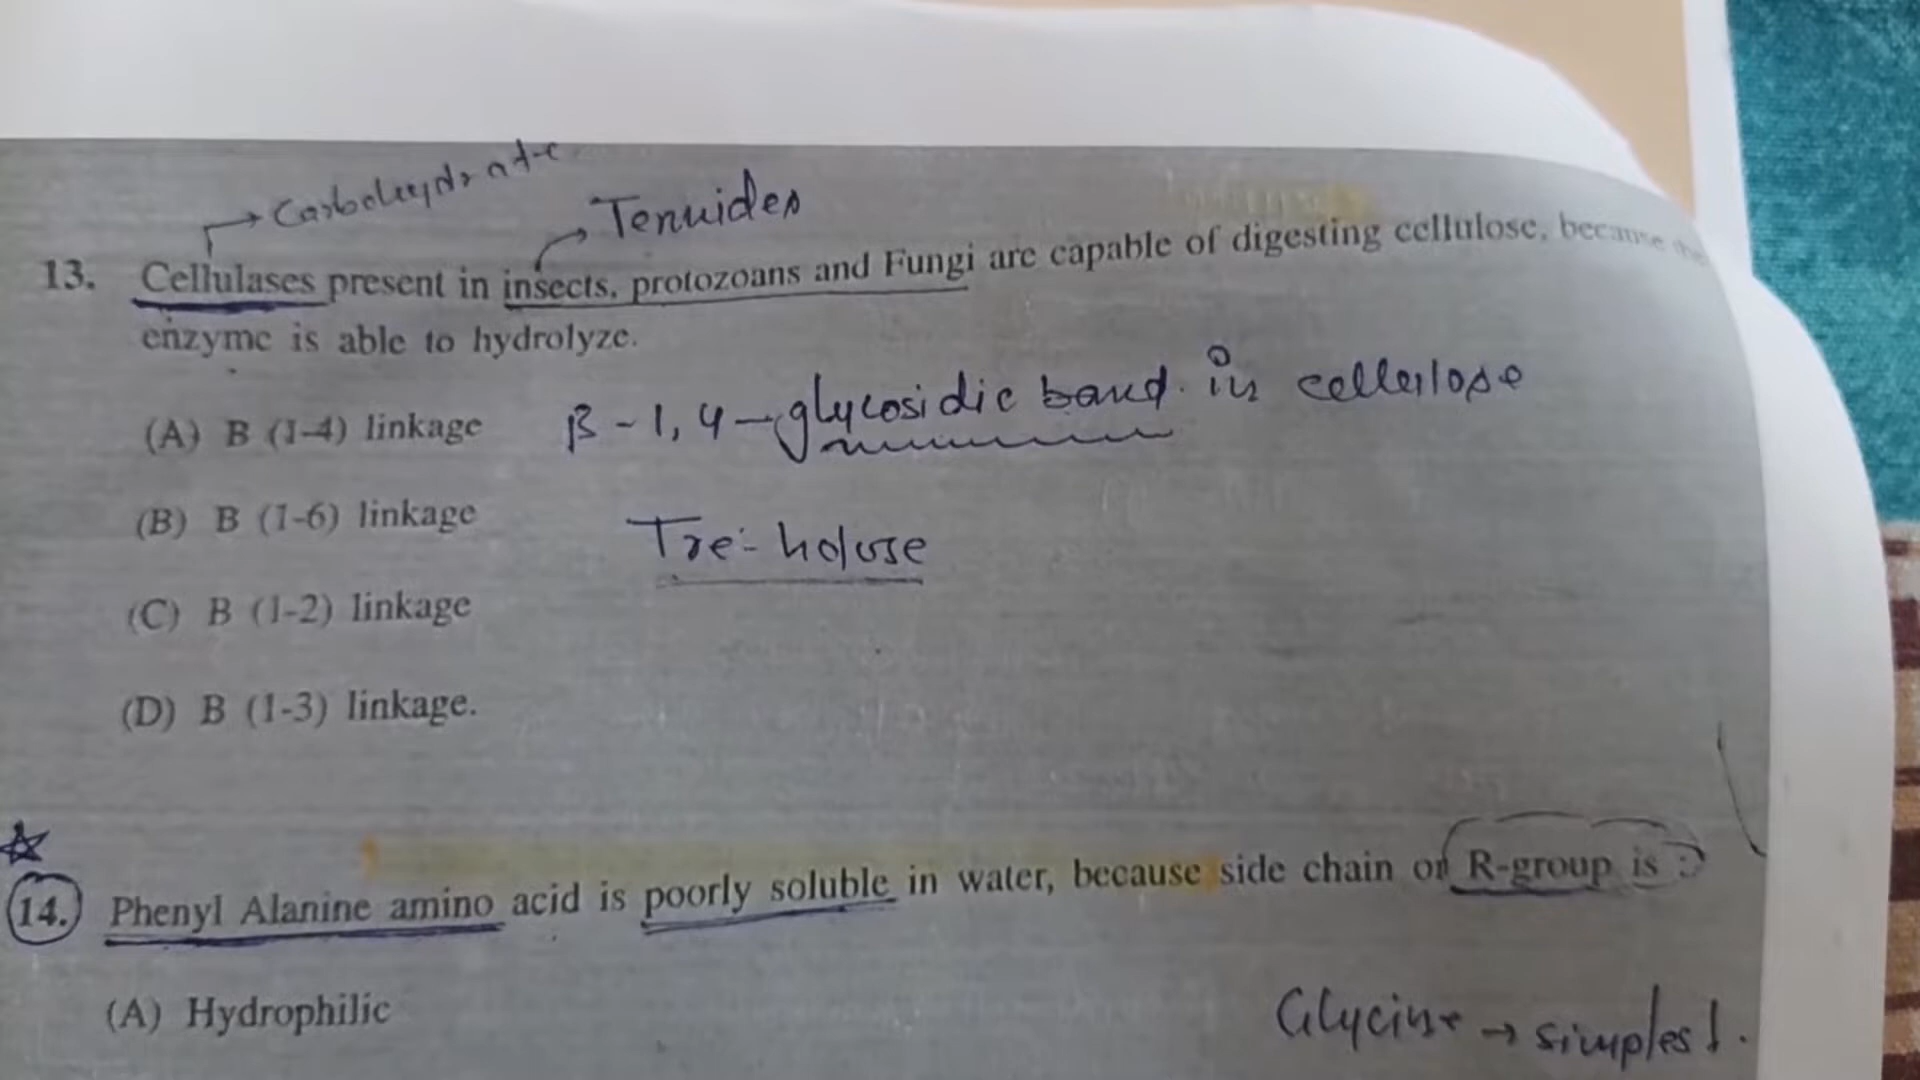 Carbohydrate
Tenuides
13. Cellulases present in insects, protozoans and Fungi are capable of digesting cellulose, because the
enzyme is able to hydrolyze.
(A) B (1-4) linkage
β-1,4-glycosidic band in cellulose
(B) B (1-6) linkage
Tre-holose
(C) B (1-2) linkage
(D) B (1-3) linkage.
14. Phenyl Alanine amino acid is poorly soluble in water, because side chain or R-group is :
(A) Hydrophilic
Glycine → simplest.